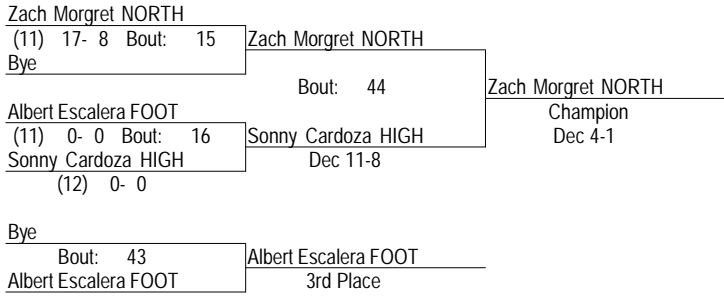 Zach Morgret NORTH
(11) 17- 8 Bout: 15 Zach Morgret NORTH
Bye
Bout: 44 Zach Morgret NORTH
Albert Escalera FOOT Champion
(11) 0- 0 Bout: 16 Sonny Cardoza HIGH Dec 4-1
Sonny Cardoza HIGH Dec 11-8
(12) 0- 0
Bye
Bout: 43 Albert Escalera FOOT
Albert Escalera FOOT 3rd Place